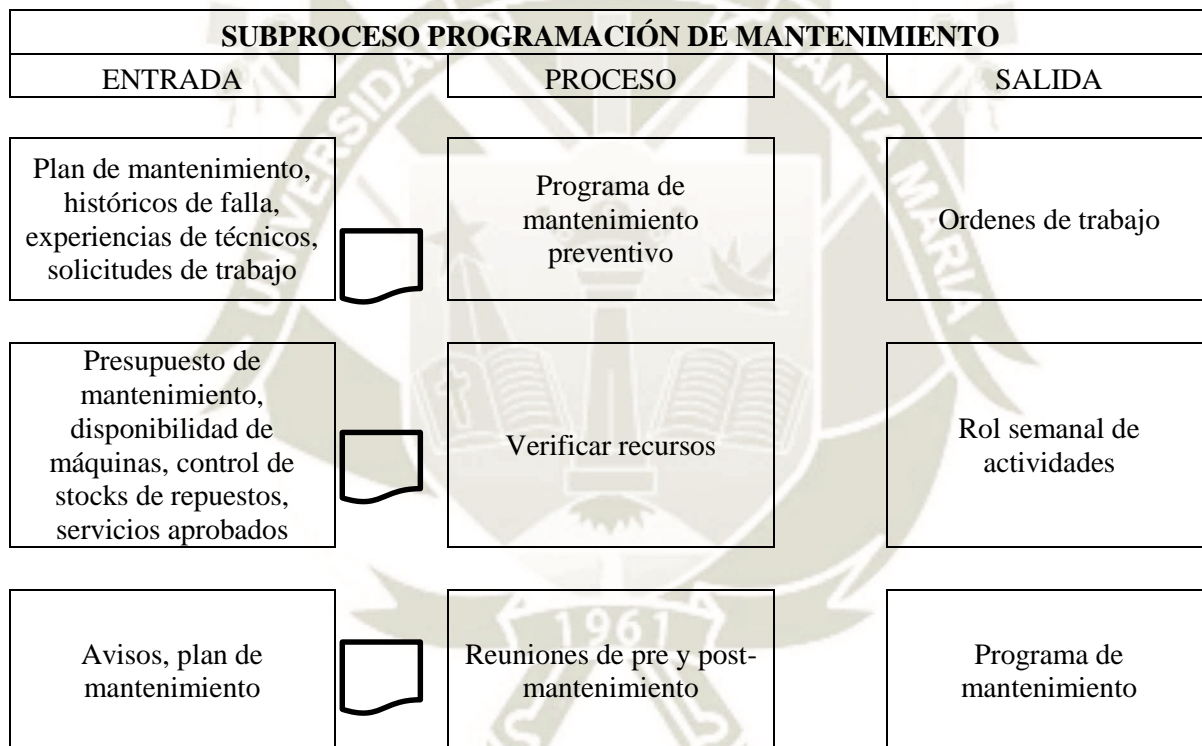 SUBPROCESO PROGRAMACIÓN DE MANTENIMIENTO
ENTRADA
PROCESO
SALIDA
Plan de mantenimiento,
históricos de falla,
experiencias de técnicos,
solicitudes de trabajo
Programa de
mantenimiento
preventivo
Ordenes de trabajo
Presupuesto de
mantenimiento,
disponibilidad de
máquinas, control de
stocks de repuestos,
servicios aprobados
Verificar recursos
Rol semanal de
actividades
Avisos, plan de
mantenimiento
Reuniones de pre y post-
mantenimiento
Programa de
mantenimiento
1961